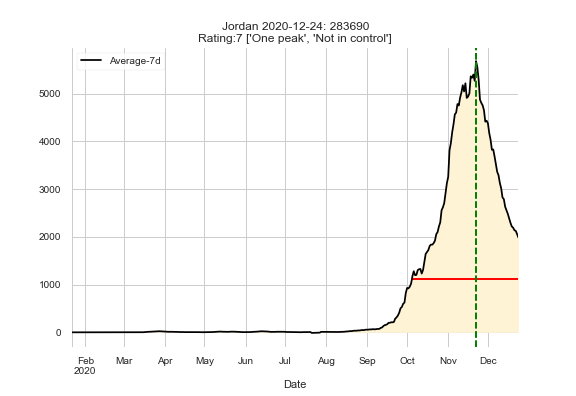 Jordan 2020-12-24: 283690
Rating:7 ['One peak', 'Not in control']
Average-7d
5000
4000
3000
2000
1000
0
Feb Mar Apr May Jun Jul Aug Sep Oct Nov Dec
2020
Date